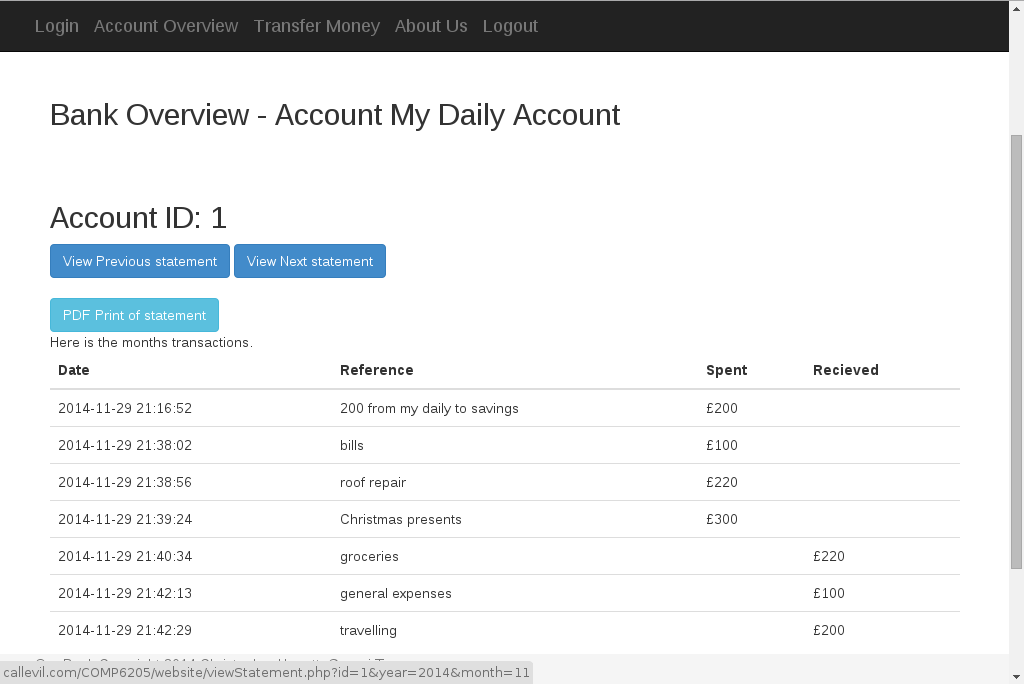 Login Account Overview Transfer Money About Us Logout
Bank Overview - Account My Daily Account
Account ID: 1
View Previous statement View Next statement
PDF Print of statement
Here is the months transactions.
Date Reference Spent Recieved
2014-11-29 21:16:52 200 from my daily to savings £200
2014-11-29 21:38:02 bills £100
2014-11-29 21:38:56 roof repair £220
2014-11-29 21:39:24 Christmas presents £300
2014-11-29 21:40:34 groceries £220
2014-11-29 21:42:13 general expenses £100
2014-11-29 21:42:29 travelling £200
callevil.com/COMP6205/website/viewStatement.php?id=1&year=2014&month=11